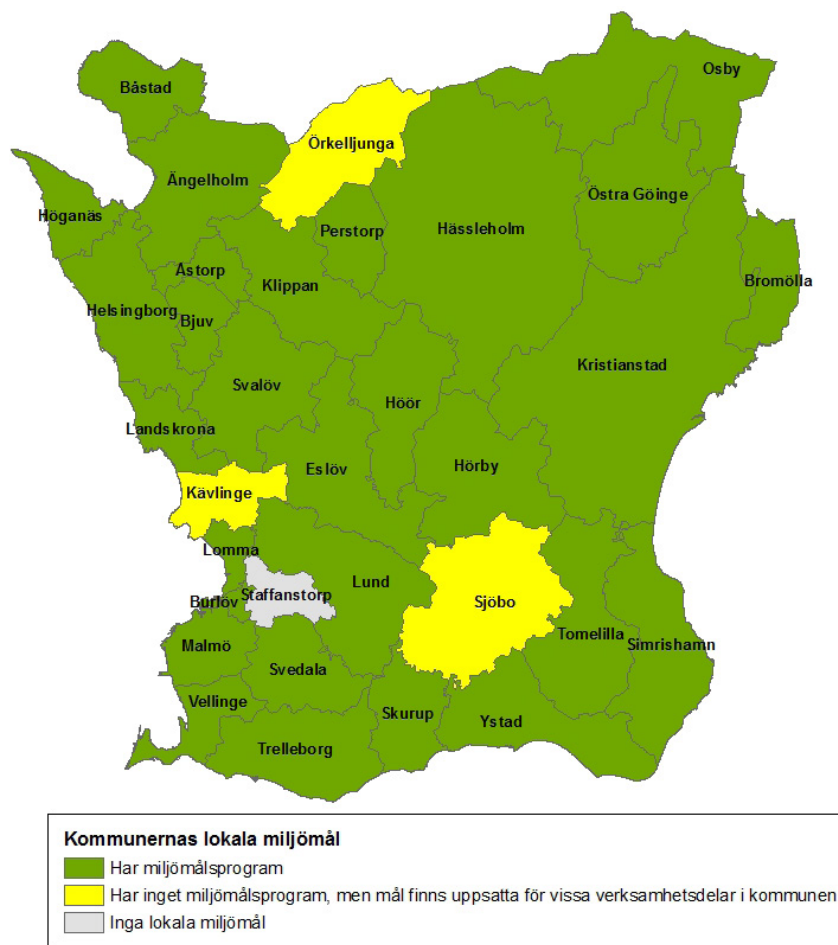 Osby
Båstad
Örkelljunga
Ängelholm
Östra Göinge
Höganäs
Perstorp
Hässleholm
Åstorp
Klippan
Bromölla
Helsingborg
Bjuv
Kristianstad
Svalöv
Höör
Landskrona
Eslöv
Hörby
Kävlinge
Lomma
Lund
Staffanstorp
Burlöv
Sjöbo
Tomelilla
Malmö
Simrishamn
Svedala
Vellinge
Skurup
Ystad
Trelleborg
Kommunernas lokala miljömål
Har miljömålsprogram
Har inget miljömålsprogram, men mål finns uppsatta för vissa verksamhetsdelar i kommunen
Inga lokala miljömål